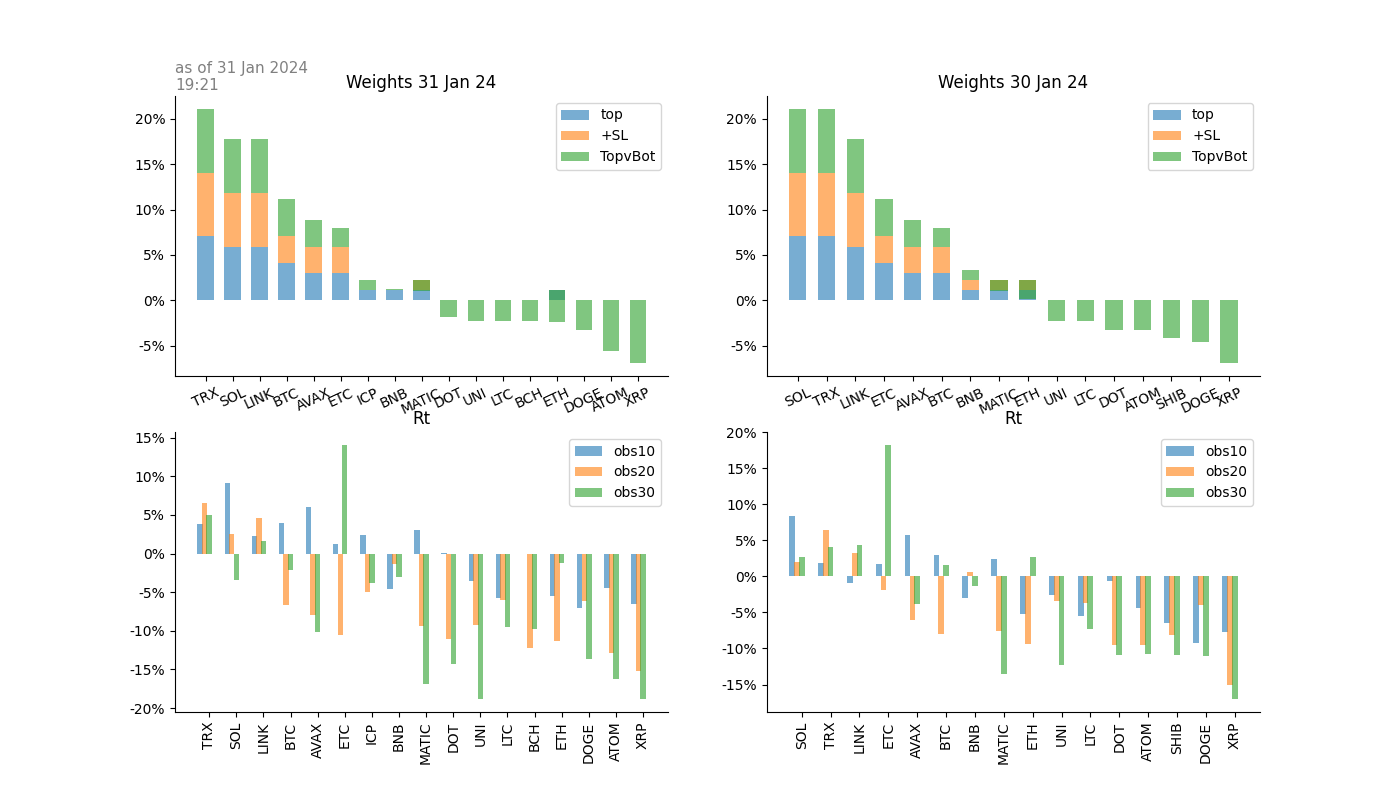 as of 31 Jan 2024
19:21
Weights 31 Jan 24
20%
15%
10%
5%
0%
-5%
top
+SL
TopvBot
TRX SOL LINK BTC AVAX ETC ICP BNB MATIC DOT UNI LTC BCH ETH DOGE ATOM XRP
Weights 30 Jan 24
20%
15%
10%
5%
0%
-5%
top
+SL
TopvBot
SOL TRX LINK ETC AVAX BTC BNB MATIC ETH UNI LTC DOT ATOM SHIB DOGE XRP
Rt
15%
10%
5%
0%
-5%
-10%
-15%
-20%
obs10
obs20
obs30
TRX SOL LINK BTC AVAX ETC ICP BNB MATIC DOT UNI LTC BCH ETH DOGE ATOM XRP
Rt
20%
15%
10%
5%
0%
-5%
-10%
-15%
obs10
obs20
obs30
SOL TRX LINK ETC AVAX BTC BNB MATIC ETH UNI LTC DOT ATOM SHIB DOGE XRP